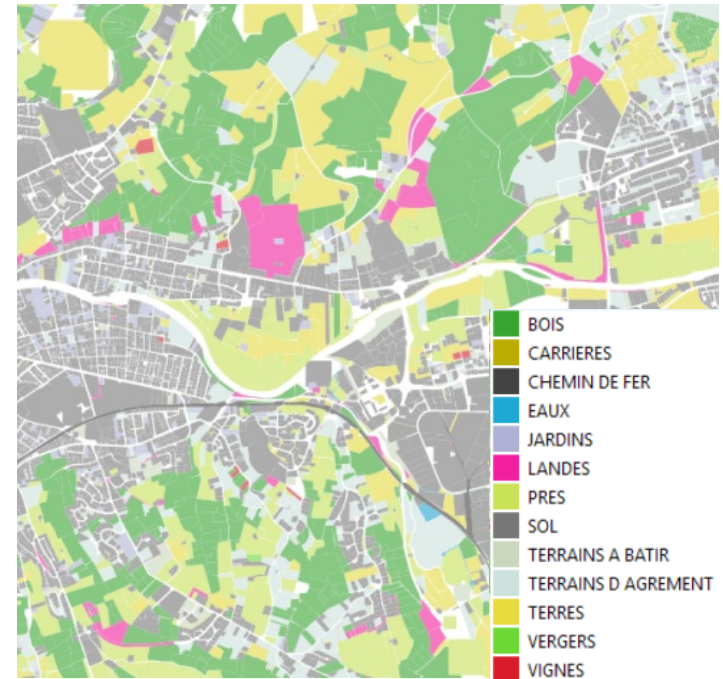 BOIS
CARRIERES
CHEMIN DE FER
EAUX
JARDINS
LANDES
PRES
SOL
TERRAINS A BATIR
TERRAINS D AGREMENT
TERRES
VERGERS
VIGNES